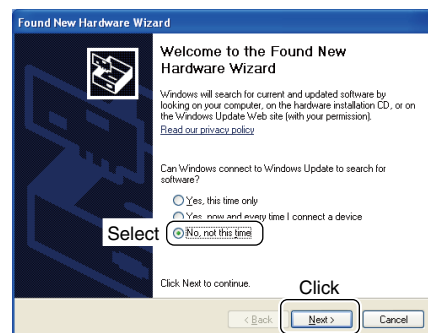 Found New Hardware Wizard
Welcome to the Found New
Hardware Wizard
Windows will search for current and updated software by
looking on your computer, on the hardware installation CD, or on
the Windows Update Web site (with your permission).
Read our privacy policy
Can Windows connect to Windows Update to search for
software?
Yes, this time only
Yes, now and every time I connect a device
Select No, not this time
Click Next to continue.
Click
< Back Next > Cancel